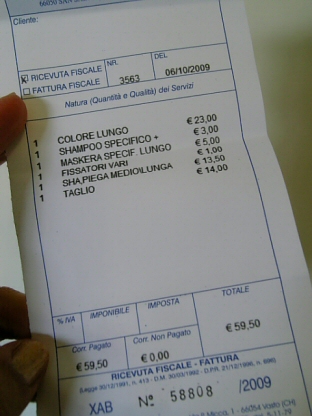 Cliente:
RICEVUTA FISCALE
FATTURA FISCALE
NR.
3563
DEL
06/10/2009
Natura (Quantità e Qualità) dei Servizi
1 COLORE LUNGO € 23,00
1 SHAMPOO SPECIFICO + € 3,00
1 MASKERA SPECIF. LUNGO € 5,00
1 FISSATORI VARI € 1,00
1 SHA,PIEGA MEDIO\LUNGA € 13,50
1 TAGLIO € 14,00
% IVA IMPONIBILE IMPOSTA TOTALE
€ 59,50
Corr. Pagato Corr. Non Pagato
€ 59,50 € 0,00
RICEVUTA FISCALE - FATTURA
XAB N° 58808 /2009